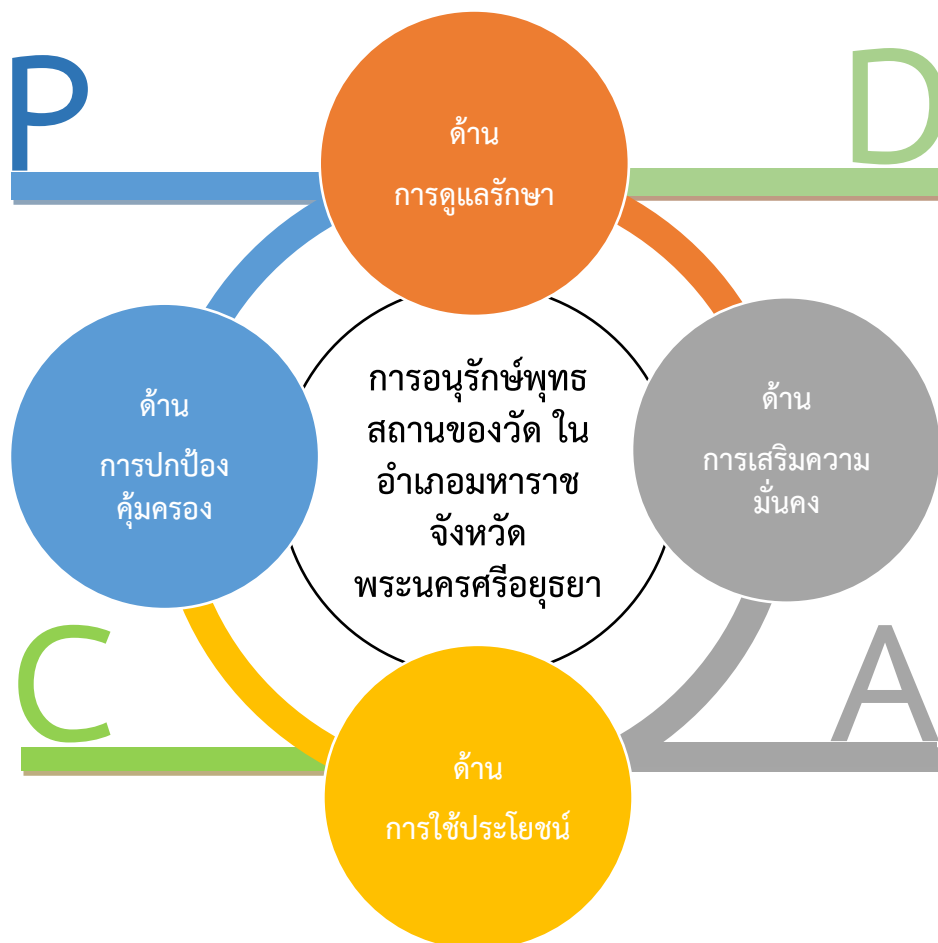 P
D
ด้าน
การดูแลรักษา
ด้าน
การปกป้อง
คุ้มครอง
การอนุรักษ์พุทธ
สถานของวัด ใน
อำเภอมหาราช
จังหวัด
พระนครศรีอยุธยา
ด้าน
การเสริมความ
มั่นคง
C
A
ด้าน
การใช้ประโยชน์